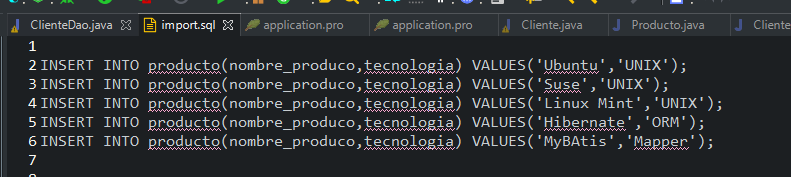 ClienteDao.java import.sql application.pro application.pro Cliente.java Producto.java Cliente
1
2 INSERT INTO producto(nombre_produco,tecnologia) VALUES('Ubuntu','UNIX');
3 INSERT INTO producto(nombre_produco,tecnologia) VALUES('Suse','UNIX');
4 INSERT INTO producto(nombre_produco,tecnologia) VALUES('Linux Mint','UNIX');
5 INSERT INTO producto(nombre_produco,tecnologia) VALUES('Hibernate','ORM');
6 INSERT INTO producto(nombre_produco,tecnologia) VALUES('MyBAtis','Mapper');
7